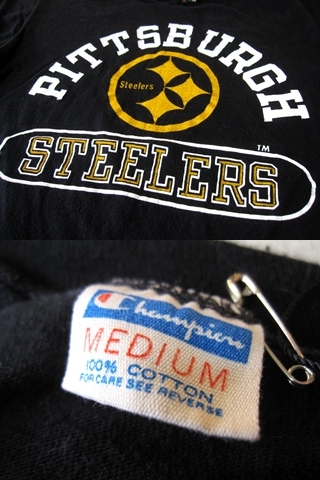 PITTSBURGH
Steelers
TM
STEELERS
Champion
MEDIUM
100% COTTON
FOR CARE SEE REVERSE